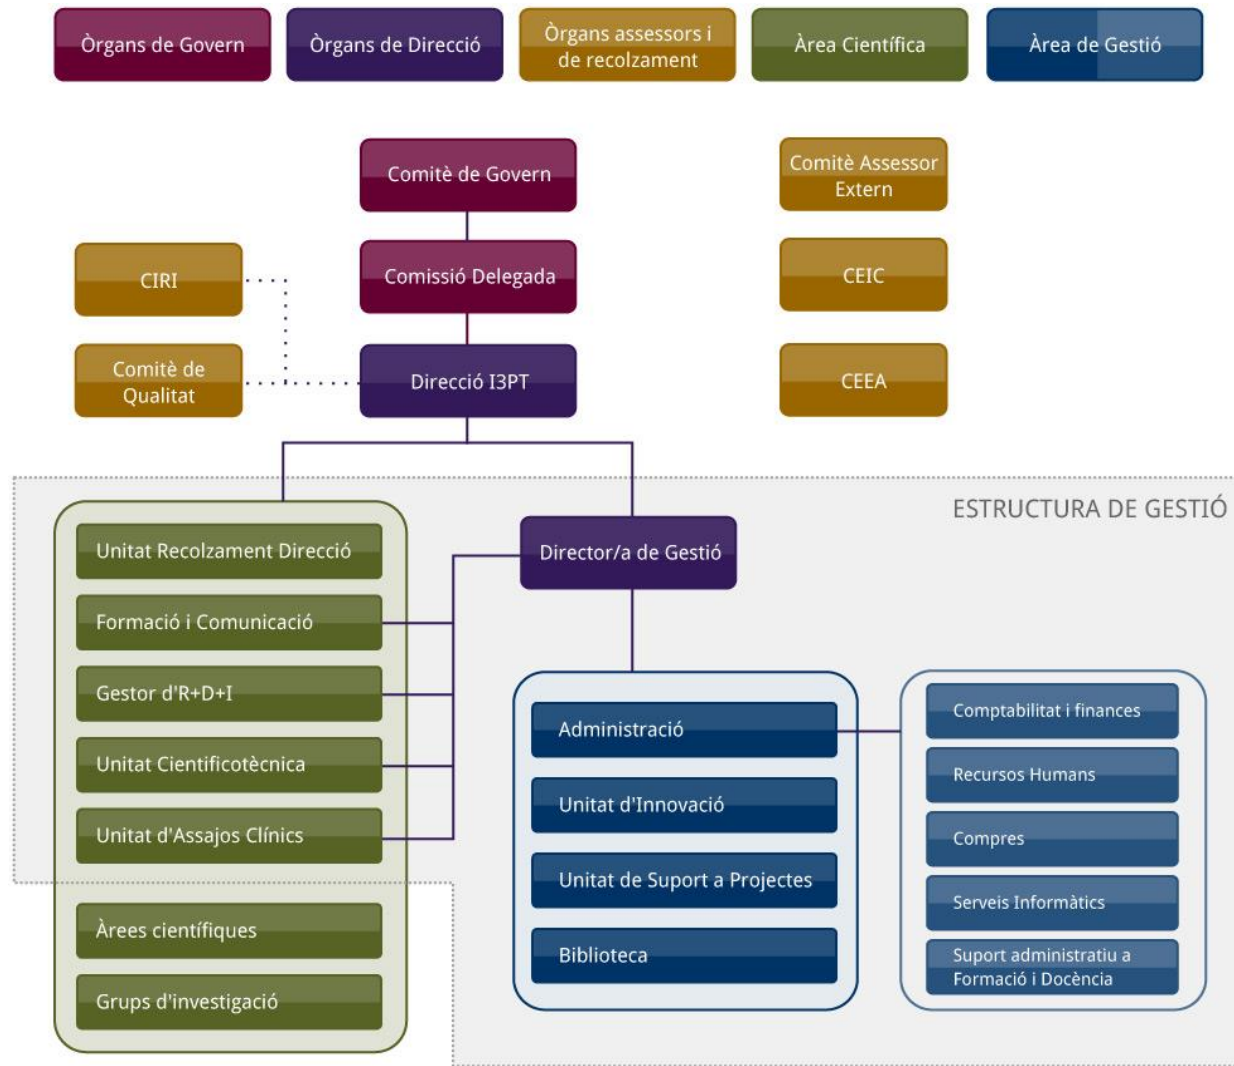 Òrgans de Govern
Òrgans de Direcció
Òrgans assessors i
de recolzament
Àrea Científica
Àrea de Gestió
Comitè de Govern
Comitè Assessor
Extern
CIRI
Comissió Delegada
CEIC
Comitè de
Qualitat
Direcció I3PT
CEEA
ESTRUCTURA DE GESTIÓ
Unitat Recolzament Direcció
Formació i Comunicació
Gestor d'R+D+I
Unitat Cientificotècnica
Unitat d'Assajos Clínics
Àrees científiques
Grups d'investigació
Director/a de Gestió
Administració
Unitat d'Innovació
Unitat de Suport a Projectes
Biblioteca
Comptabilitat i finances
Recursos Humans
Compres
Serveis Informàtics
Suport administratiu a
Formació i Docència